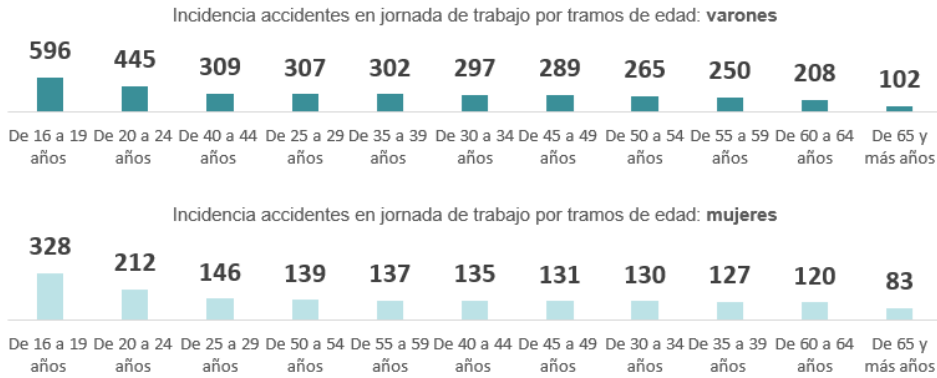 Incidencia accidentes en jornada de trabajo por tramos de edad: varones
596 445 309 307 302 297 289 265 250 208 102
De 16 a 19 De 20 a 24 De 40 a 44 De 25 a 29 De 35 a 39 De 30 a 34 De 45 a 49 De 50 a 54 De 55 a 59 De 60 a 64 De 65 y
años años años años años años años años años años más años
Incidencia accidentes en jornada de trabajo por tramos de edad: mujeres
328 212 146 139 137 135 131 130 127 120 83
De 16 a 19 De 20 a 24 De 25 a 29 De 50 a 54 De 55 a 59 De 40 a 44 De 45 a 49 De 30 a 34 De 35 a 39 De 60 a 64 De 65 y
años años años años años años años años años años más años